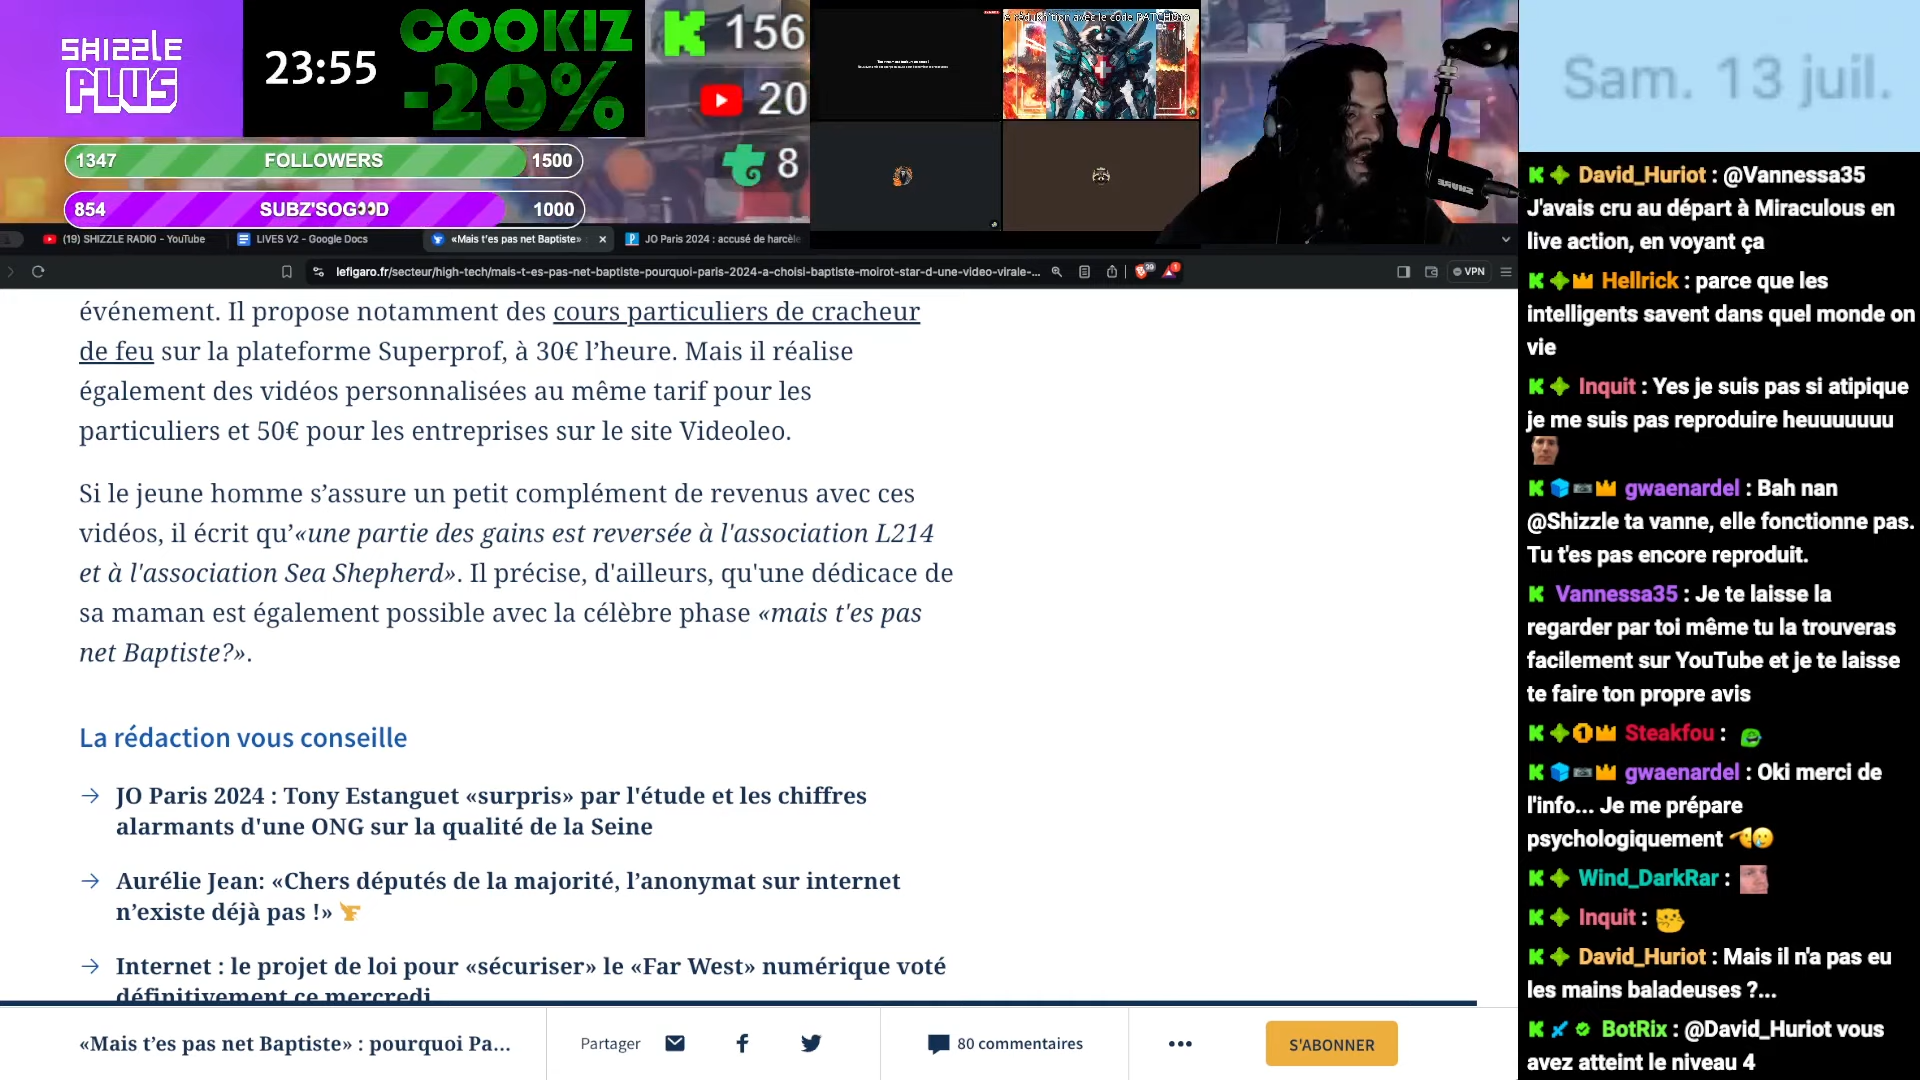 SHIZZLE
PLUS
23:55
COOKIZ
-20%
156
20
8
1347 FOLLOWERS 1500
854 SUBZ'SOG👀D 1000
réduction avec le code
Sam. 13 juil.
(19) SHIZZLE RADIO - YouTube
LIVES V2 - Google Docs
«Mais t'es pas net Baptiste»
JO Paris 2024 : accusé de harcèle
lefigaro.fr/secteur/high-tech/mais-t-es-pas-net-baptiste-pourquoi-paris-2024-a-choisi-baptiste-moirot-star-d-une-video-virale-...
VPN
événement. Il propose notamment des cours particuliers de cracheur
de feu sur la plateforme Superprof, à 30€ l’heure. Mais il réalise
également des vidéos personnalisées au même tarif pour les
particuliers et 50€ pour les entreprises sur le site Videoleo.
Si le jeune homme s’assure un petit complément de revenus avec ces
vidéos, il écrit qu’«une partie des gains est reversée à l'association L214
et à l'association Sea Shepherd». Il précise, d'ailleurs, qu'une dédicace de
sa maman est également possible avec la célèbre phase «mais t'es pas
net Baptiste?».
La rédaction vous conseille
JO Paris 2024 : Tony Estanguet «surpris» par l'étude et les chiffres
alarmants d'une ONG sur la qualité de la Seine
Aurélie Jean: «Chers députés de la majorité, l’anonymat sur internet
n’existe déjà pas !»
Internet : le projet de loi pour «sécuriser» le «Far West» numérique voté
définitivement ce mercredi
«Mais t’es pas net Baptiste» : pourquoi Pa...
Partager
80 commentaires
S'ABONNER
David_Huriot : @Vannessa35
J'avais cru au départ à Miraculous en
live action, en voyant ça
Hellrick : parce que les
intelligents savent dans quel monde on
vie
Inquit : Yes je suis pas si atipique
je me suis pas reproduire heuuuuuuu
gwaenardel : Bah nan
@Shizzle ta vanne, elle fonctionne pas.
Tu t'es pas encore reproduit.
Vannessa35 : Je te laisse la
regarder par toi même tu la trouveras
facilement sur YouTube et je te laisse
te faire ton propre avis
Steakfou :
gwaenardel : Oki merci de
l'info... Je me prépare
psychologiquement
Wind_DarkRar :
Inquit :
David_Huriot : Mais il n'a pas eu
les mains baladeuses ?...
BotRix : @David_Huriot vous
avez atteint le niveau 4